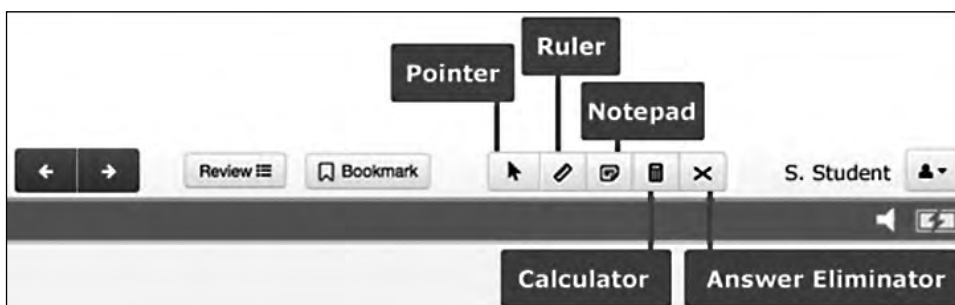 Ruler
Pointer
Notepad
Review
Bookmark
S. Student
Calculator
Answer Eliminator